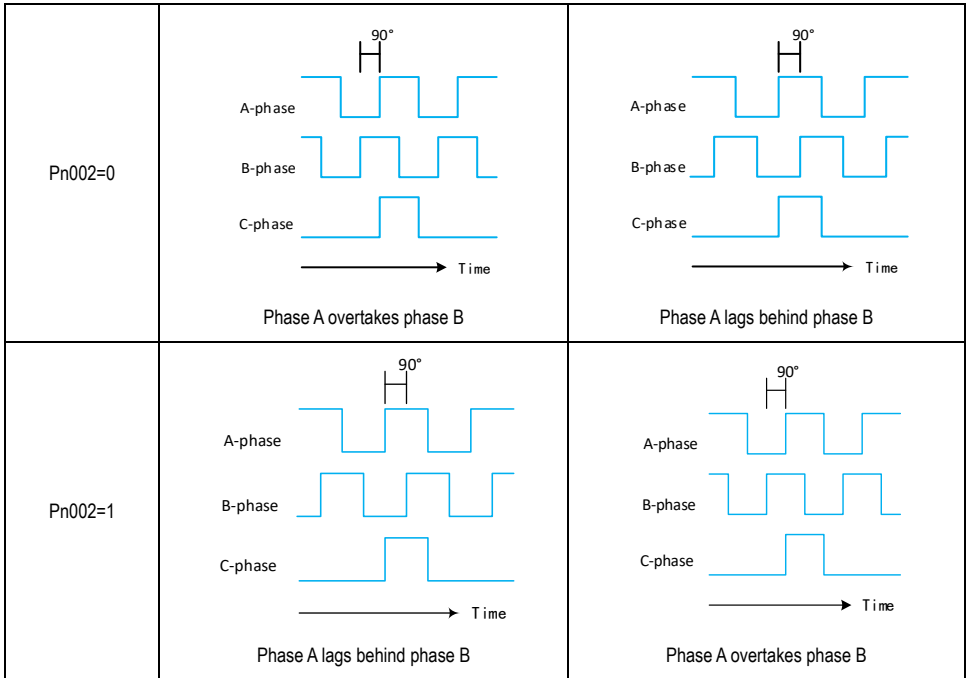 Pn002=0
90°
A-phase
B-phase
C-phase
Time
Phase A overtakes phase B
90°
A-phase
B-phase
C-phase
Time
Phase A lags behind phase B
Pn002=1
90°
A-phase
B-phase
C-phase
Time
Phase A lags behind phase B
90°
A-phase
B-phase
C-phase
Time
Phase A overtakes phase B